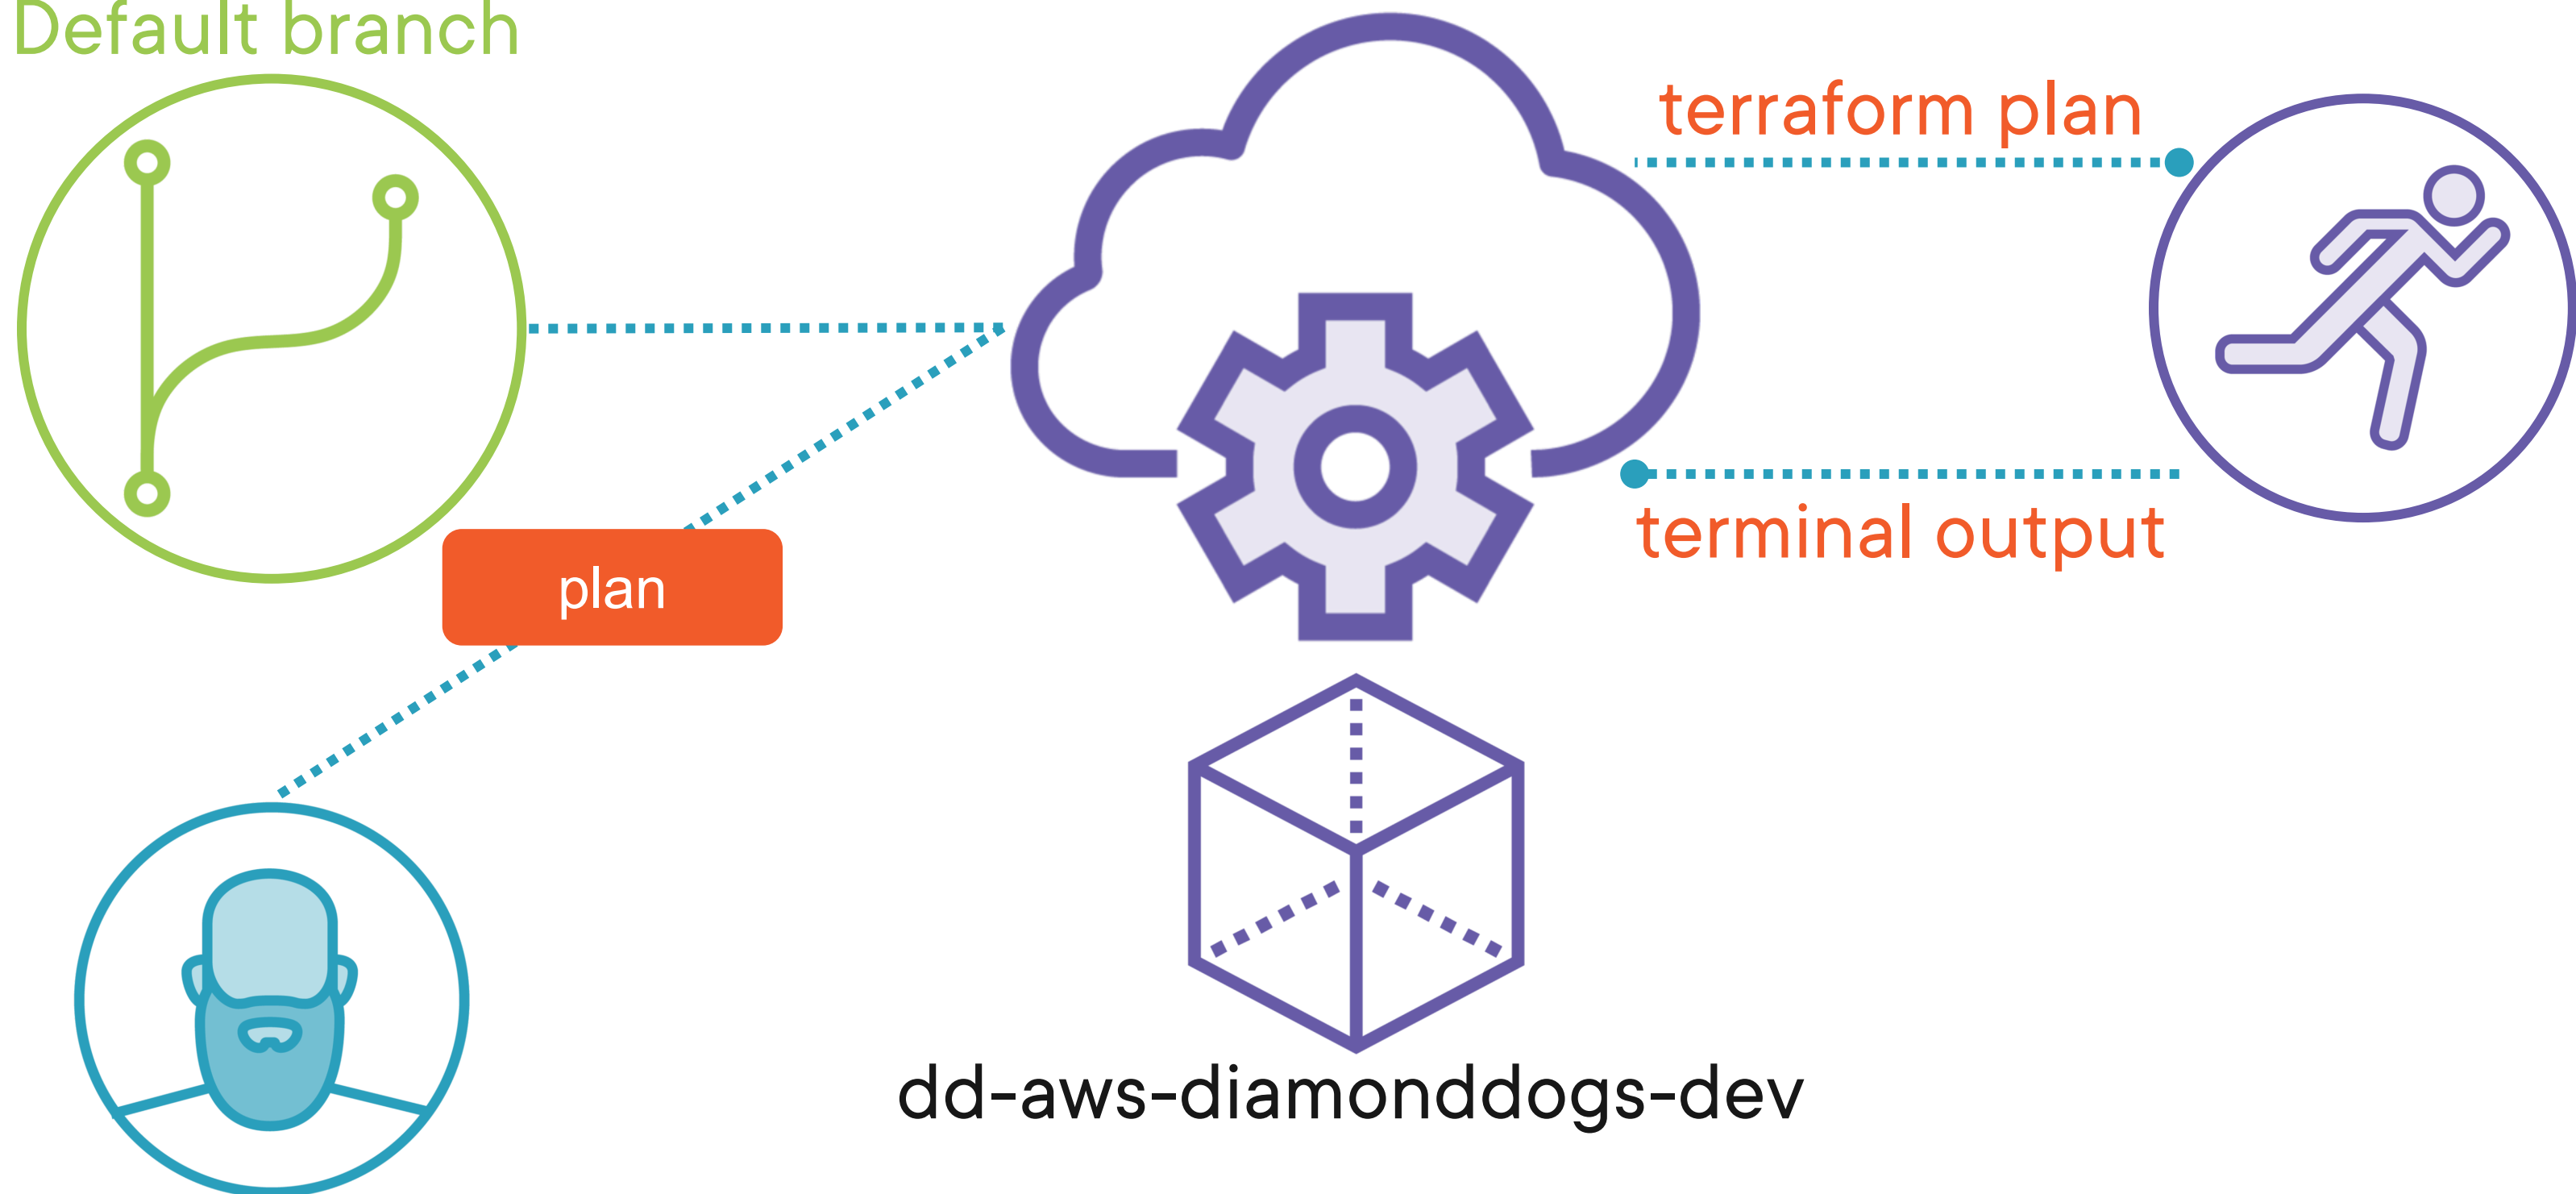 Default branch
terraform plan
terminal output
plan
dd-aws-diamonddogs-dev